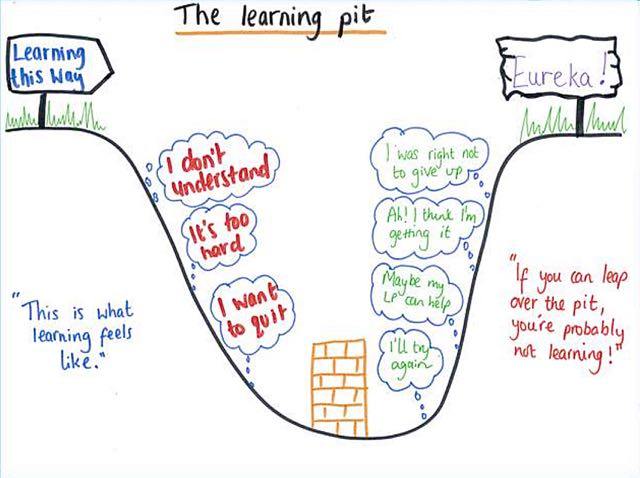 The learning pit
Learning
this Way
Eureka!
I don't
understand
It's too
hard
I want
to quit
I was right not
to give up
Ah! I think I'm
getting it
Maybe my
LP can help
I'll try
again
"This is what
learning feels
like."
"If you can leap
over the pit,
you're probably
not learning!"